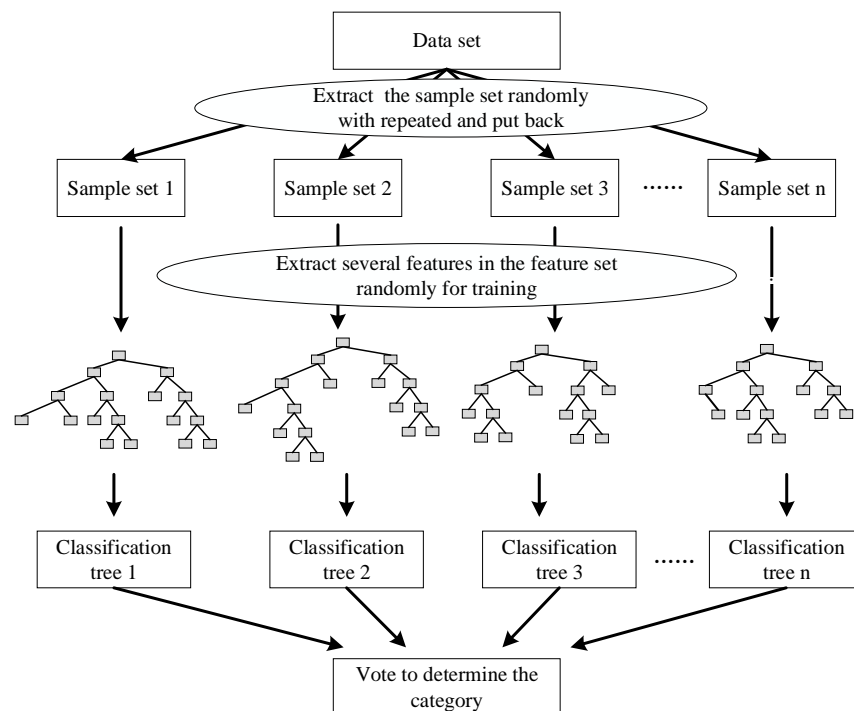 Data set
Extract the sample set randomly
with repeated and put back
Sample set 1
Sample set 2
Sample set 3
......
Sample set n
Extract several features in the feature set
randomly for training
Classification
tree 1
Classification
tree 2
Classification
tree 3
......
Classification
tree n
Vote to determine the
category